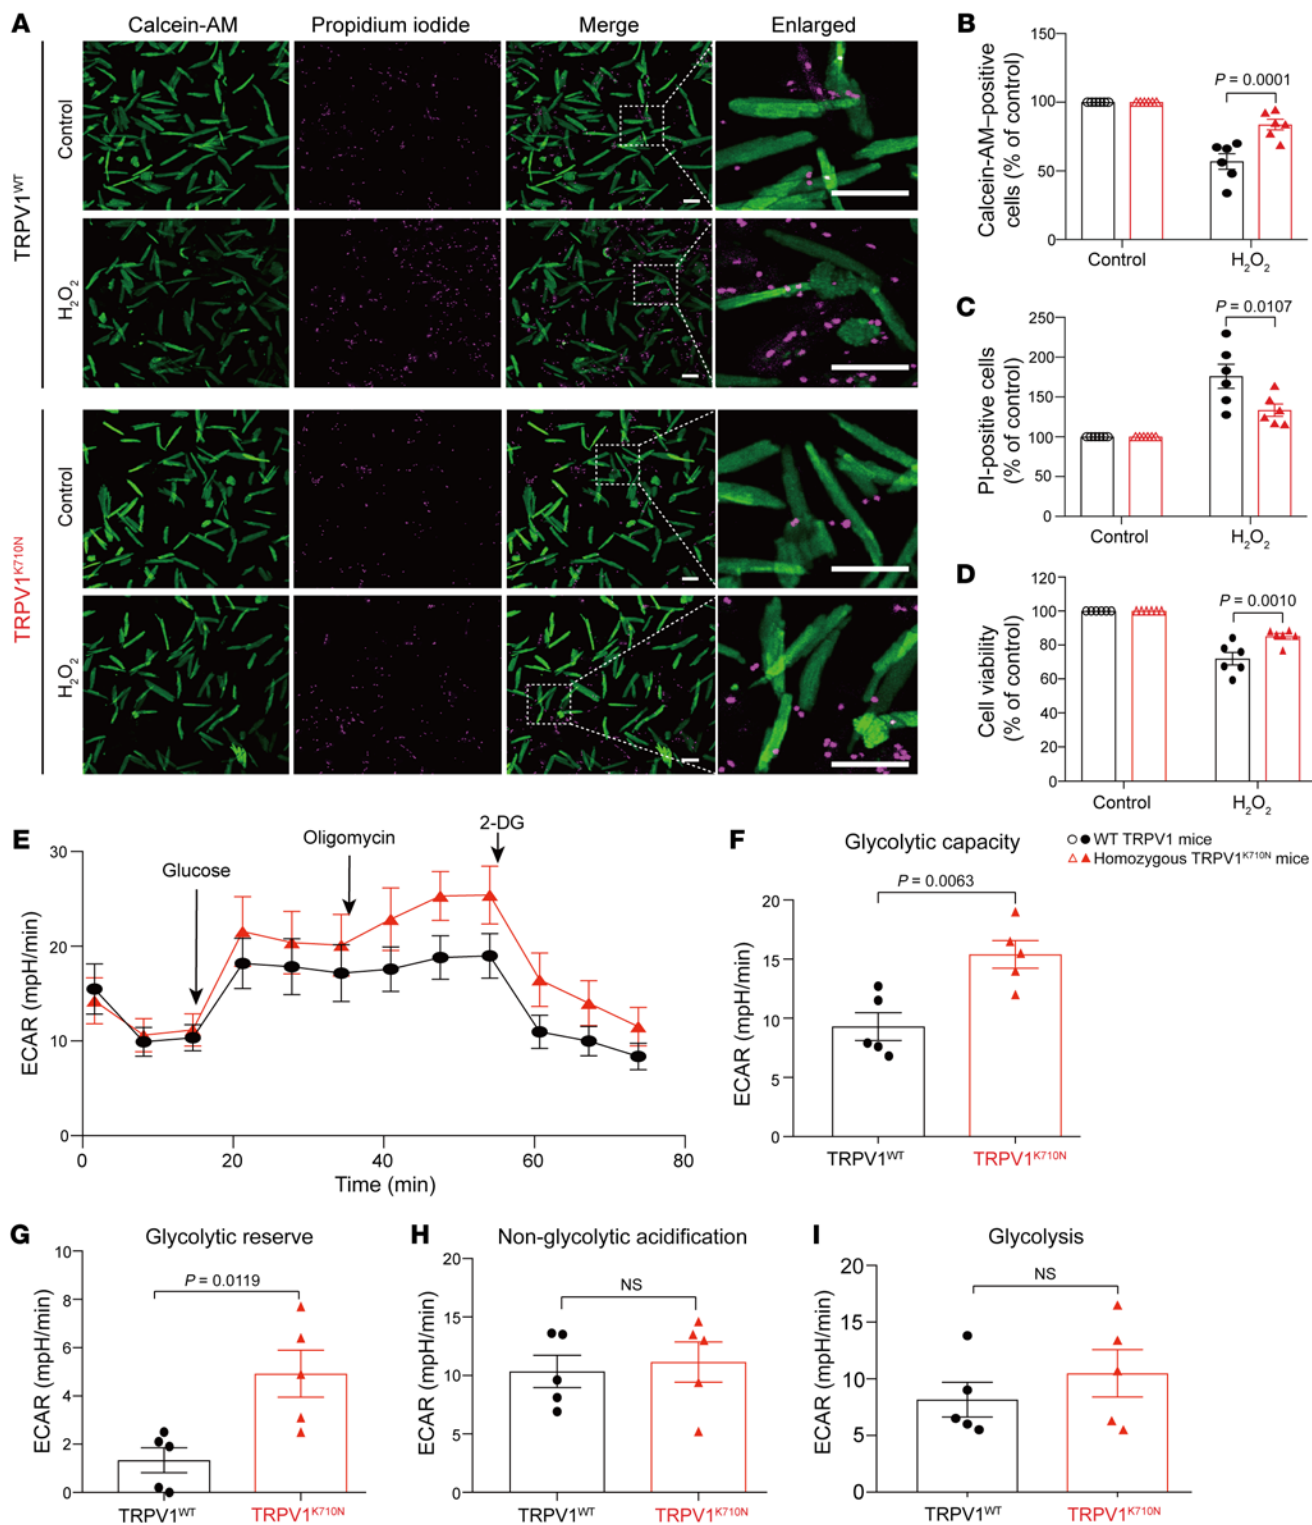 A
Calcein-AM
Propidium iodide
Merge
Enlarged
TRPV1WT
Control
H2O2
TRPV1K710N
Control
H2O2
B
Calcein-AM–positive
cells (% of control)
150
100
50
0
P = 0.0001
Control
H2O2
C
PI-positive cells
(% of control)
250
200
150
100
50
0
P = 0.0107
Control
H2O2
D
Cell viability
(% of control)
120
100
80
60
40
20
0
P = 0.0010
Control
H2O2
WT TRPV1 mice
Homozygous TRPV1K710N mice
E
ECAR (mpH/min)
30
20
10
0
Glucose
Oligomycin
2-DG
0
20
40
60
80
Time (min)
F
Glycolytic capacity
P = 0.0063
ECAR (mpH/min)
20
15
10
5
0
TRPV1WT
TRPV1K710N
G
Glycolytic reserve
P = 0.0119
ECAR (mpH/min)
10
8
6
4
2
0
TRPV1WT
TRPV1K710N
H
Non-glycolytic acidification
NS
ECAR (mpH/min)
20
15
10
5
0
TRPV1WT
TRPV1K710N
I
Glycolysis
NS
ECAR (mpH/min)
20
15
10
5
0
TRPV1WT
TRPV1K710N